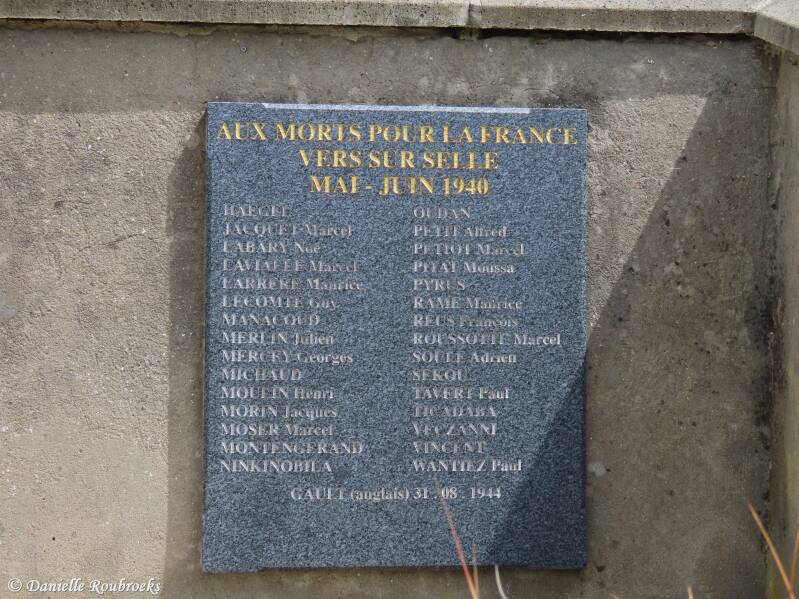 AUX MORTS POUR LA FRANCE
VERS SUR SELLE
MAI - JUIN 1940
HAEGEL OUDAN
JACQUET Marcel PETIT Alfred
LABARY Noé PETIOT Marcel
LAVIALLE Marcel PITAT Moussa
LARRERE Maurice PYRUS
LECOMTE Guy RAME Maurice
MANACOUD REUS François
MERLIN Julien ROUSSOTTE Marcel
MERCEY Georges SOULE Adrien
MICHAUD SEKOU
MOULIN Henri TAVERT Paul
MORIN Jacques TICADABA
MOSER Marcel VECZANNI
MONTENGERAND VINCENT
NINKINOBILA WANTIEZ Paul
GAULT (anglais) 31 . 08 . 1944
© Danielle Roubroeks